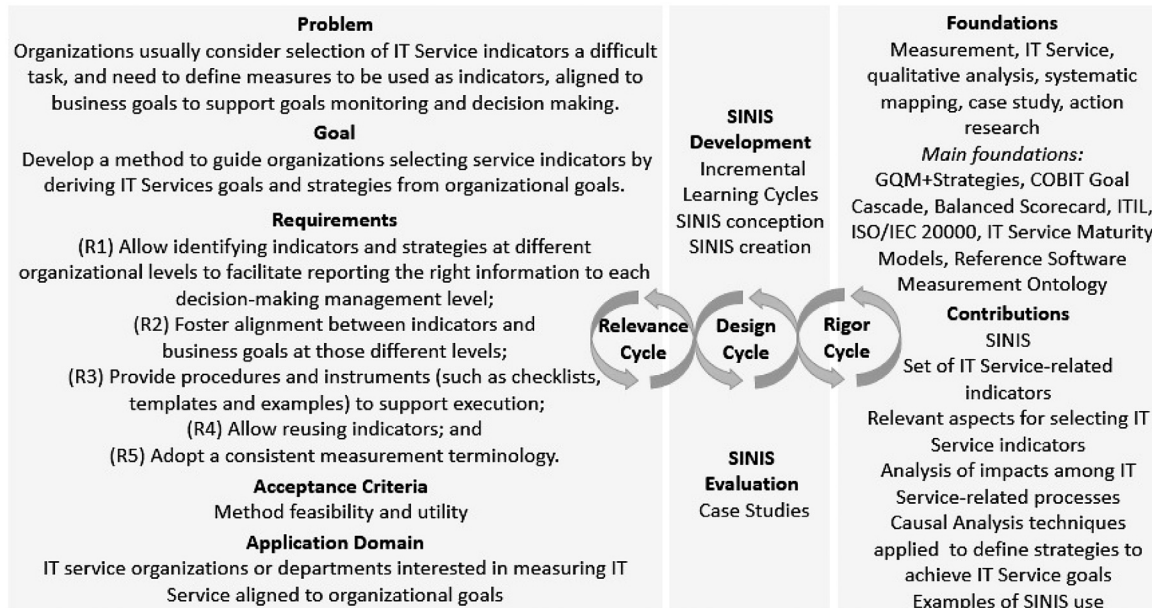 Problem
Organizations usually consider selection of IT Service indicators a difficult
task, and need to define measures to be used as indicators, aligned to
business goals to support goals monitoring and decision making.
Goal
Develop a method to guide organizations selecting service indicators by
deriving IT Services goals and strategies from organizational goals.
Requirements
(R1) Allow identifying indicators and strategies at different
organizational levels to facilitate reporting the right information to each
decision-making management level;
(R2) Foster alignment between indicators and
business goals at those different levels;
(R3) Provide procedures and instruments (such as checklists,
templates and examples) to support execution;
(R4) Allow reusing indicators; and
(R5) Adopt a consistent measurement terminology.
Acceptance Criteria
Method feasibility and utility
Application Domain
IT service organizations or departments interested in measuring IT
Service aligned to organizational goals
Relevance
Cycle
SINIS
Development
Incremental
Learning Cycles
SINIS conception
SINIS creation
Design
Cycle
SINIS
Evaluation
Case Studies
Rigor
Cycle
Foundations
Measurement, IT Service,
qualitative analysis, systematic
mapping, case study, action
research
Main foundations:
GQM+Strategies, COBIT Goal
Cascade, Balanced Scorecard, ITIL,
ISO/IEC 20000, IT Service Maturity
Models, Reference Software
Measurement Ontology
Contributions
SINIS
Set of IT Service-related
indicators
Relevant aspects for selecting IT
Service indicators
Analysis of impacts among IT
Service-related processes
Causal Analysis techniques
applied to define strategies to
achieve IT Service goals
Examples of SINIS use